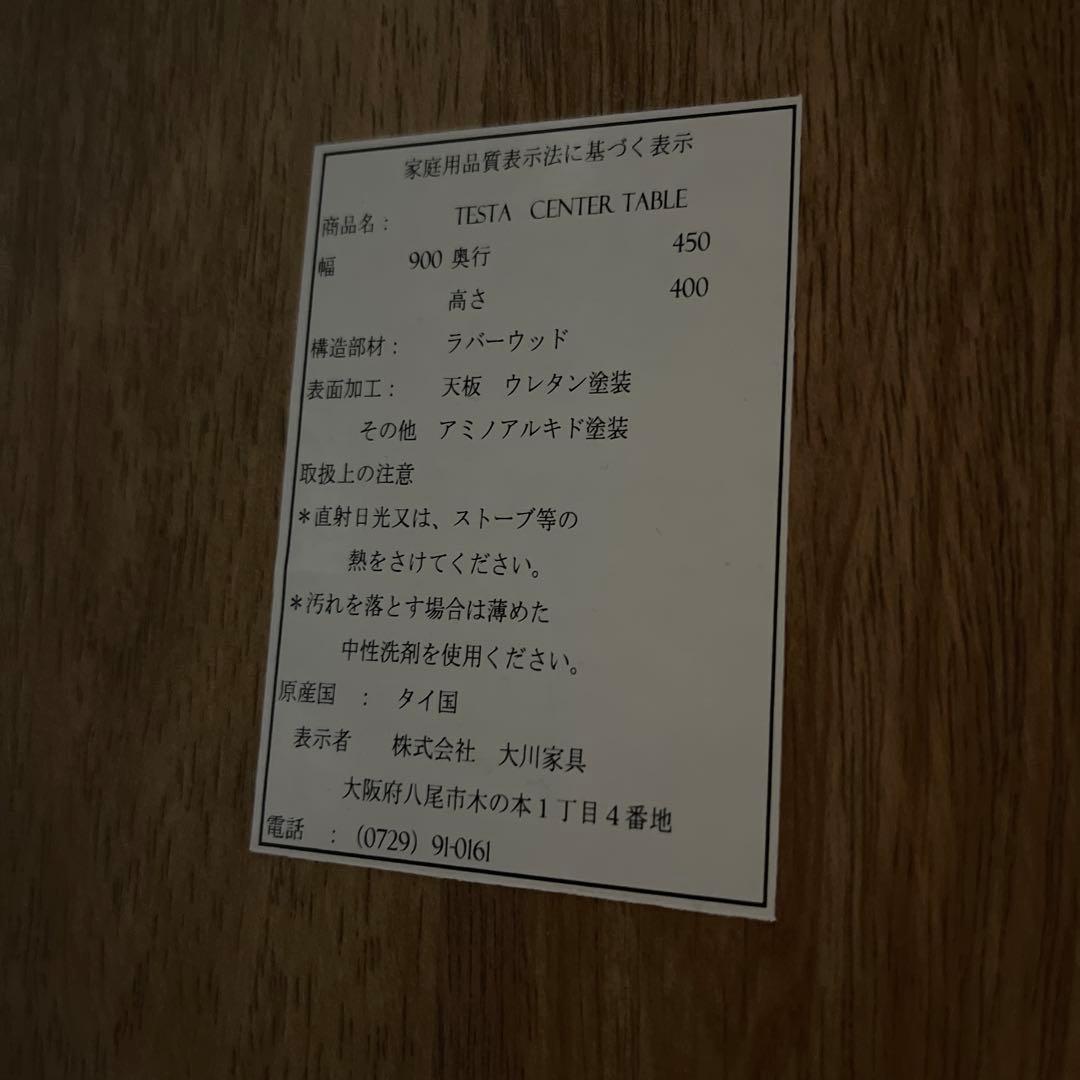 家庭用品質表示法に基づく表示
商品名： TESTA CENTER TABLE
幅 900 奥行 450
高さ 400
構造部材： ラバーウッド
表面加工： 天板 ウレタン塗装
その他 アミノアルキド塗装
取扱上の注意
＊直射日光又は、ストーブ等の
熱をさけてください。
＊汚れを落とす場合は薄めた
中性洗剤を使用ください。
原産国 ： タイ国
表示者 株式会社 大川家具
大阪府八尾市木の本１丁目４番地
電話 ： (0729) 91-0161